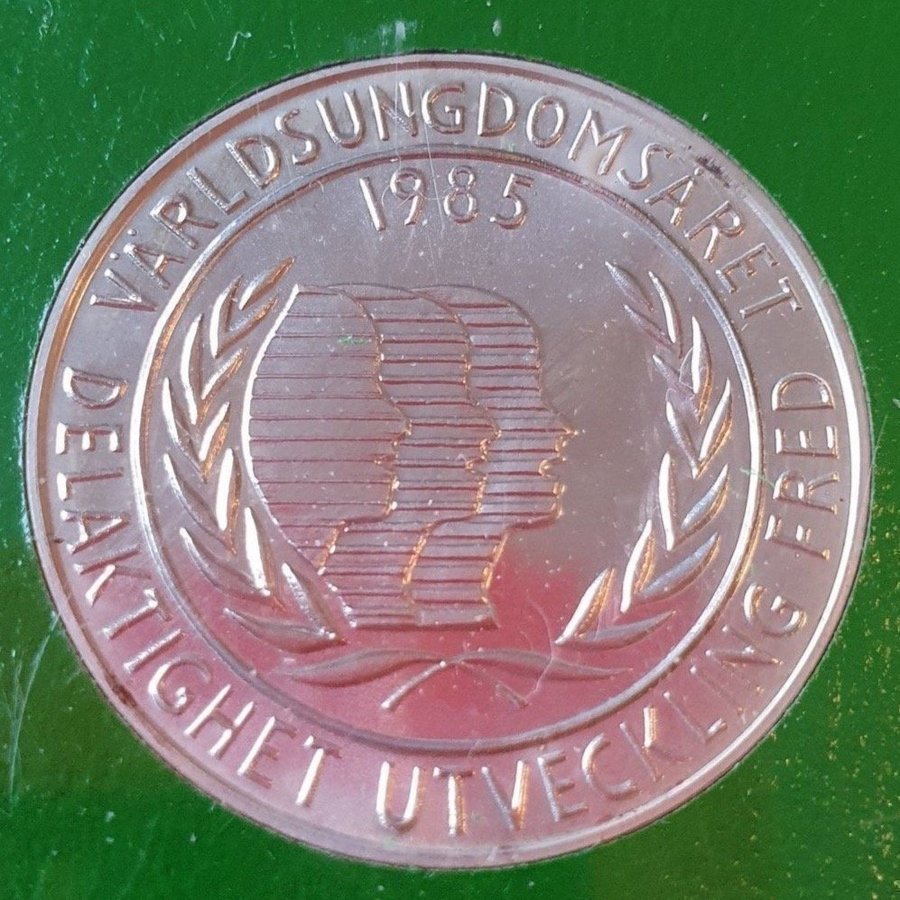 VÄRLDSUNGDOMSÅRET
1985
DELAKTIGHET UTVECKLING FRED